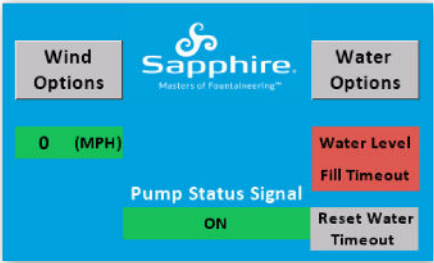 Wind
Options
Sapphire.
Masters of Fountaineering™
Water
Options
0 (MPH)
Water Level
Fill Timeout
Pump Status Signal
ON
Reset Water
Timeout